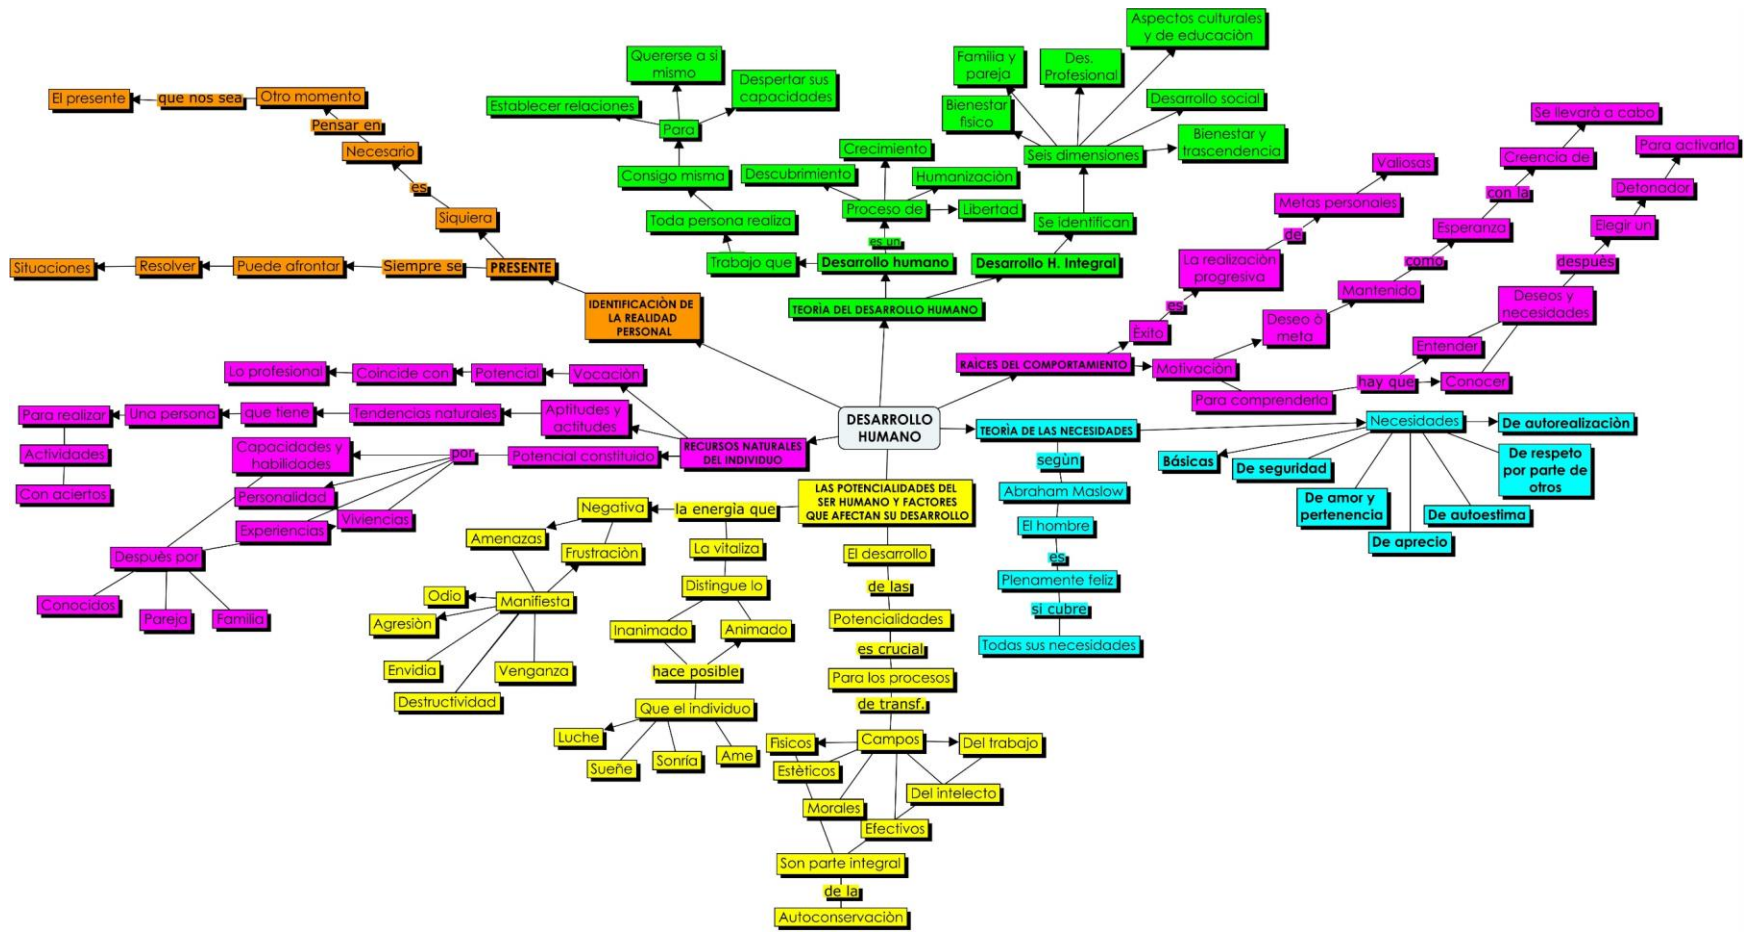 Aspectos culturales
y de educaciòn
Familia y
pareja
Des.
Profesional
Quererse a si
mismo
Despertar sus
capacidades
Establecer relaciones
Para
Bienestar
fisico
Desarrollo social
Bienestar y
trascendencia
Seis dimensiones
Se identifican
Desarrollo H. Integral
Crecimiento
Descubrimiento
Humanizaciòn
Proceso de
Libertad
es un
Desarrollo humano
Consigo misma
Toda persona realiza
Trabajo que
TEORÌA DEL DESARROLLO HUMANO
El presente
que nos sea
Otro momento
Pensar en
Necesario
es
Siquiera
Situaciones
Resolver
Puede afrontar
Siempre se
PRESENTE
IDENTIFICACIÒN DE
LA REALIDAD
PERSONAL
Se llevarà a cabo
Creencia de
con la
Esperanza
como
Mantenido
Deseo ò
meta
Para activarlo
Detonador
Elegir un
despuès
Deseos y
necesidades
Entender
hay que
Conocer
Para comprenderla
Valiosas
Metas personales
de
La realizaciòn
progresiva
es
Èxito
Motivaciòn
RAÌCES DEL COMPORTAMIENTO
DESARROLLO
HUMANO
Lo profesional
Coincide con
Potencial
Vocaciòn
Para realizar
Una persona
que tiene
Tendencias naturales
Aptitudes y
actitudes
Actividades
Con aciertos
Capacidades y
habilidades
por
Potencial constituido
RECURSOS NATURALES
DEL INDIVIDUO
Personalidad
Experiencias
Viviencias
Despuès por
Conocidos
Pareja
Familia
TEORÌA DE LAS NECESIDADES
Necesidades
De autorealizaciòn
Básicas
De seguridad
De amor y
pertenencia
De aprecio
De autoestima
De respeto
por parte de
otros
segùn
Abraham Maslow
El hombre
es
Plenamente feliz
si cubre
Todas sus necesidades
LAS POTENCIALIDADES DEL
SER HUMANO Y FACTORES
QUE AFECTAN SU DESARROLLO
la energia que
Negativa
Amenazas
Frustraciòn
Manifiesta
Odio
Agresiòn
Envidia
Destructividad
Venganza
La vitaliza
Distingue lo
Inanimado
Animado
hace posible
Que el individuo
Luche
Sueñe
Sonría
Ame
El desarrollo
de las
Potencialidades
es crucial
Para los procesos
de transf.
Campos
Fisicos
Del trabajo
Estèticos
Morales
Del intelecto
Efectivos
Son parte integral
de la
Autoconservaciòn